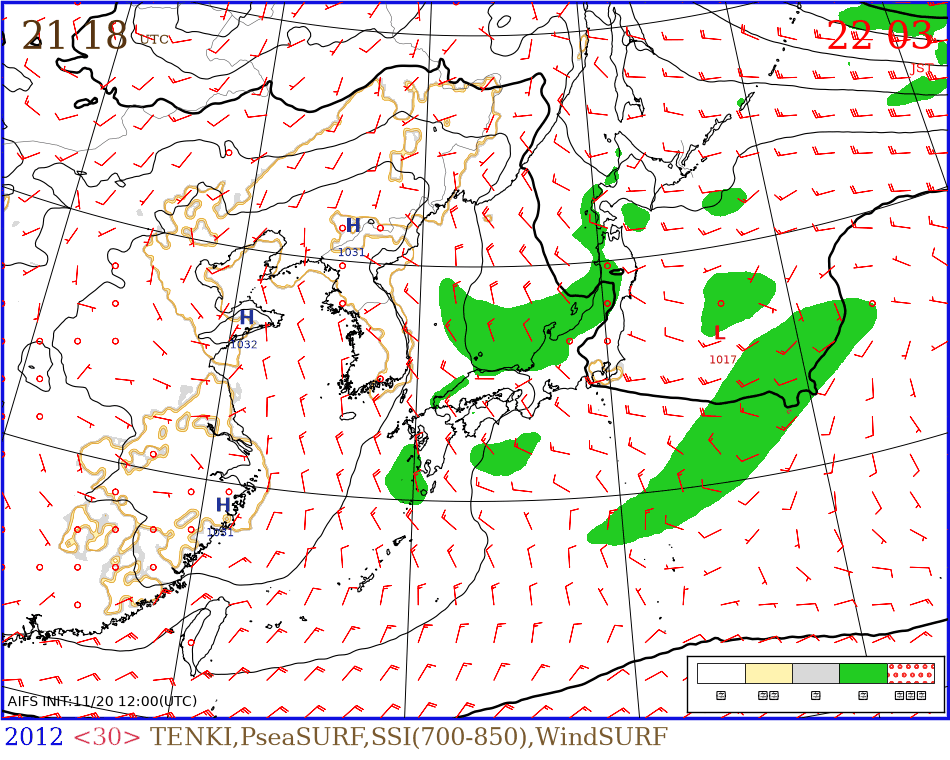 21 18 UTC 22 03 JST
H
1031
H
1032
L
L
1017
H
1031
AIFS INIT:11/20 12:00(UTC)
2012 <30> TENKI,PseaSURF,SSI(700-850),WindSURF